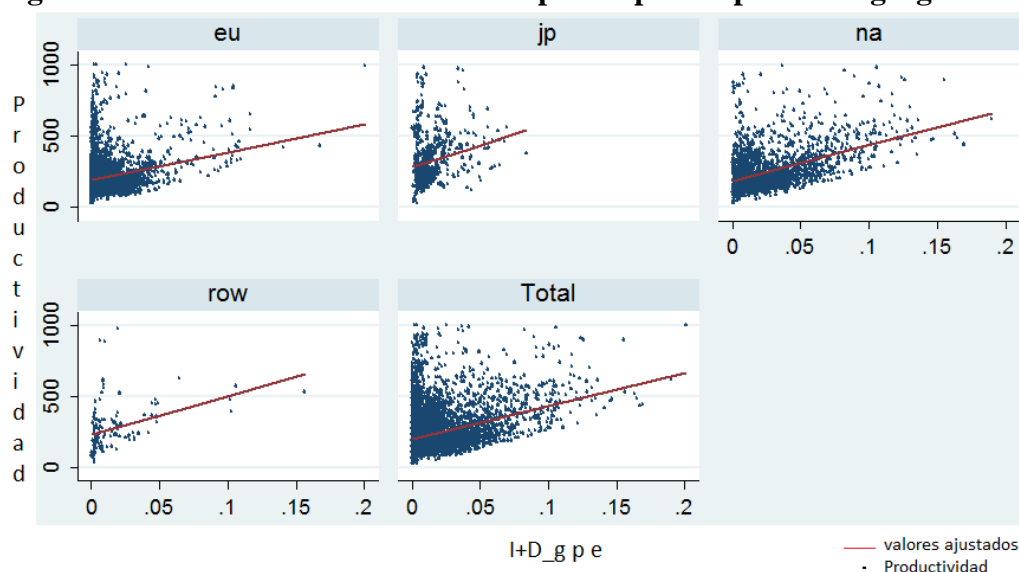 eu jp na
1000
500
0
0 .05 .1 .15 .2
row Total
1000
500
0
0 .05 .1 .15 .2 0 .05 .1 .15 .2
Productividad
I+D_g p e
valores ajustados
Productividad